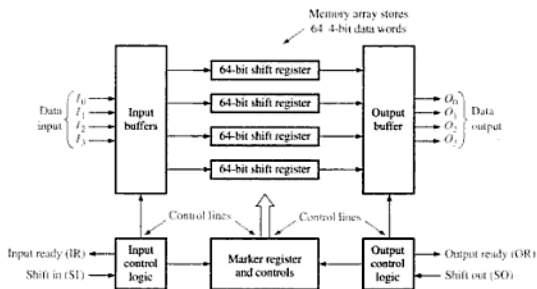 Memory array stores
64 4-bit data words
64-bit shift register
64-bit shift register
64-bit shift register
64-bit shift register
Data
input
I0
I1
I2
I3
Input
buffers
Output
buffer
O0
O1
O2
O3
Data
output
Control lines
Control lines
Input ready (IR)
Shift in (SI)
Input
control
logic
Marker register
and controls
Output
control
logic
Output ready (OR)
Shift out (SO)